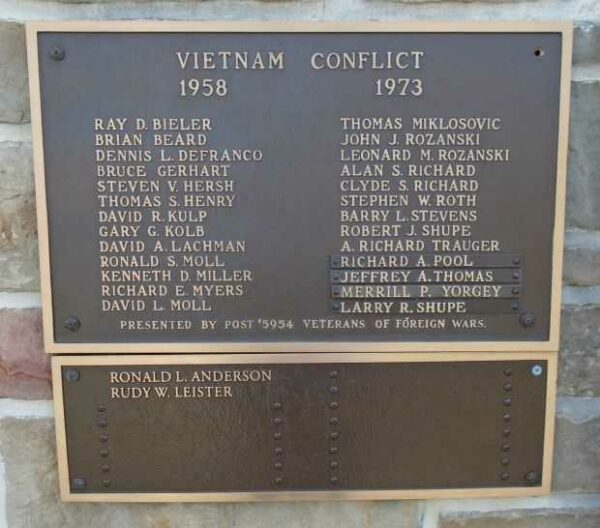 VIETNAM CONFLICT
1958 1973
RAY D. BIELER
BRIAN BEARD
DENNIS L. DEFRANCO
BRUCE GERHART
STEVEN V. HERSH
THOMAS S. HENRY
DAVID R. KULP
GARY G. KOLB
DAVID A. LACHMAN
RONALD S. MOLL
KENNETH D. MILLER
RICHARD E. MYERS
DAVID L. MOLL
THOMAS MIKLOSOVIC
JOHN J. ROZANSKI
LEONARD M. ROZANSKI
ALAN S. RICHARD
CLYDE S. RICHARD
STEPHEN W. ROTH
BARRY L. STEVENS
ROBERT J. SHUPE
A. RICHARD TRAUGER
RICHARD A. POOL
JEFFREY A. THOMAS
MERRILL P. YORGEY
LARRY R. SHUPE
PRESENTED BY POST #5954 VETERANS OF FOREIGN WARS.
RONALD L. ANDERSON
RUDY W. LEISTER